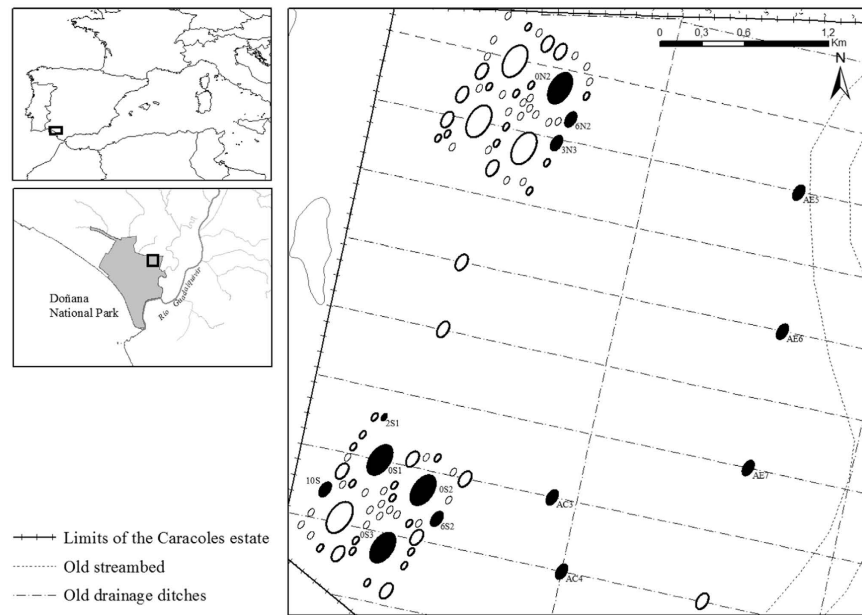 0 0,3 0,6 1,2
Km
N
0N2
6N2
3N3
AE5
AE6
AE7
2S1
0S1
10S
0S2
6S2
0S3
AC3
AC4
Doñana
National Park
Río Guadalquivir
Limits of the Caracoles estate
Old streambed
Old drainage ditches